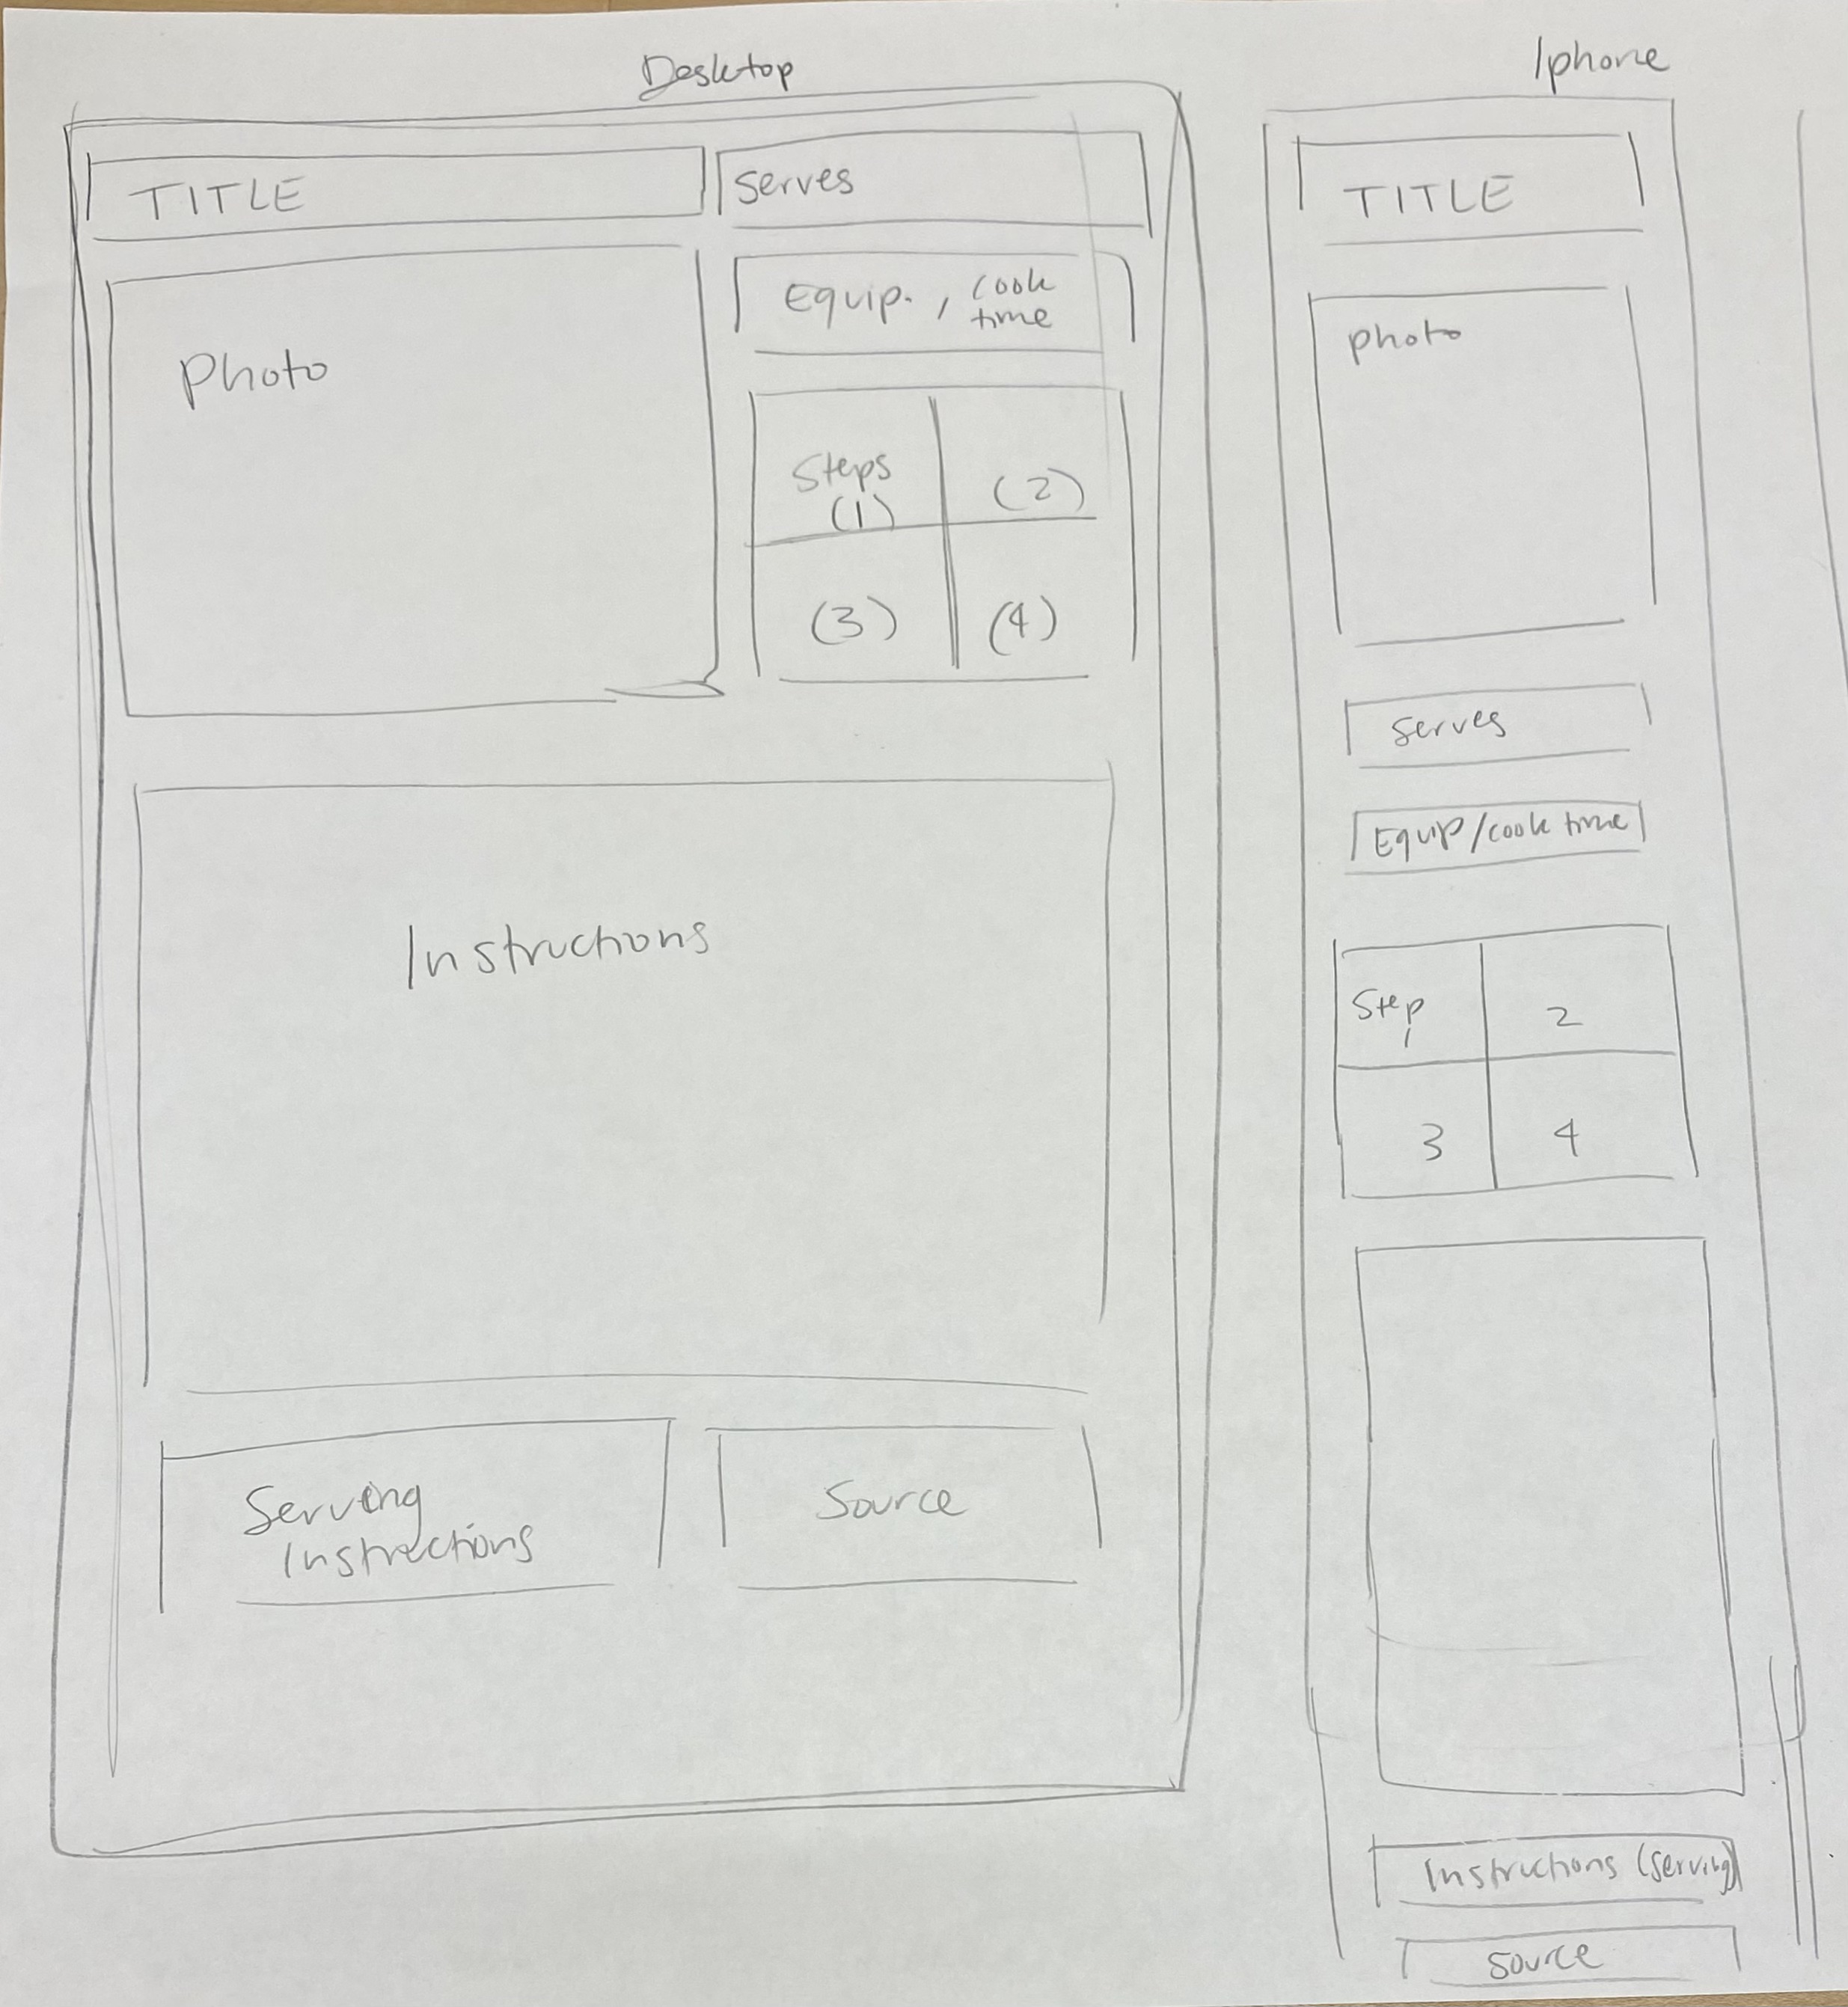 Desktop
TITLE
Serves
Photo
Equip. , cook
time
Steps
(1)
(2)
(3)
(4)
Instructions
Serving
Instructions
Source
Iphone
TITLE
photo
Serves
Equip/cook time
Step
1
2
3
4
Instructions (serving)
Source